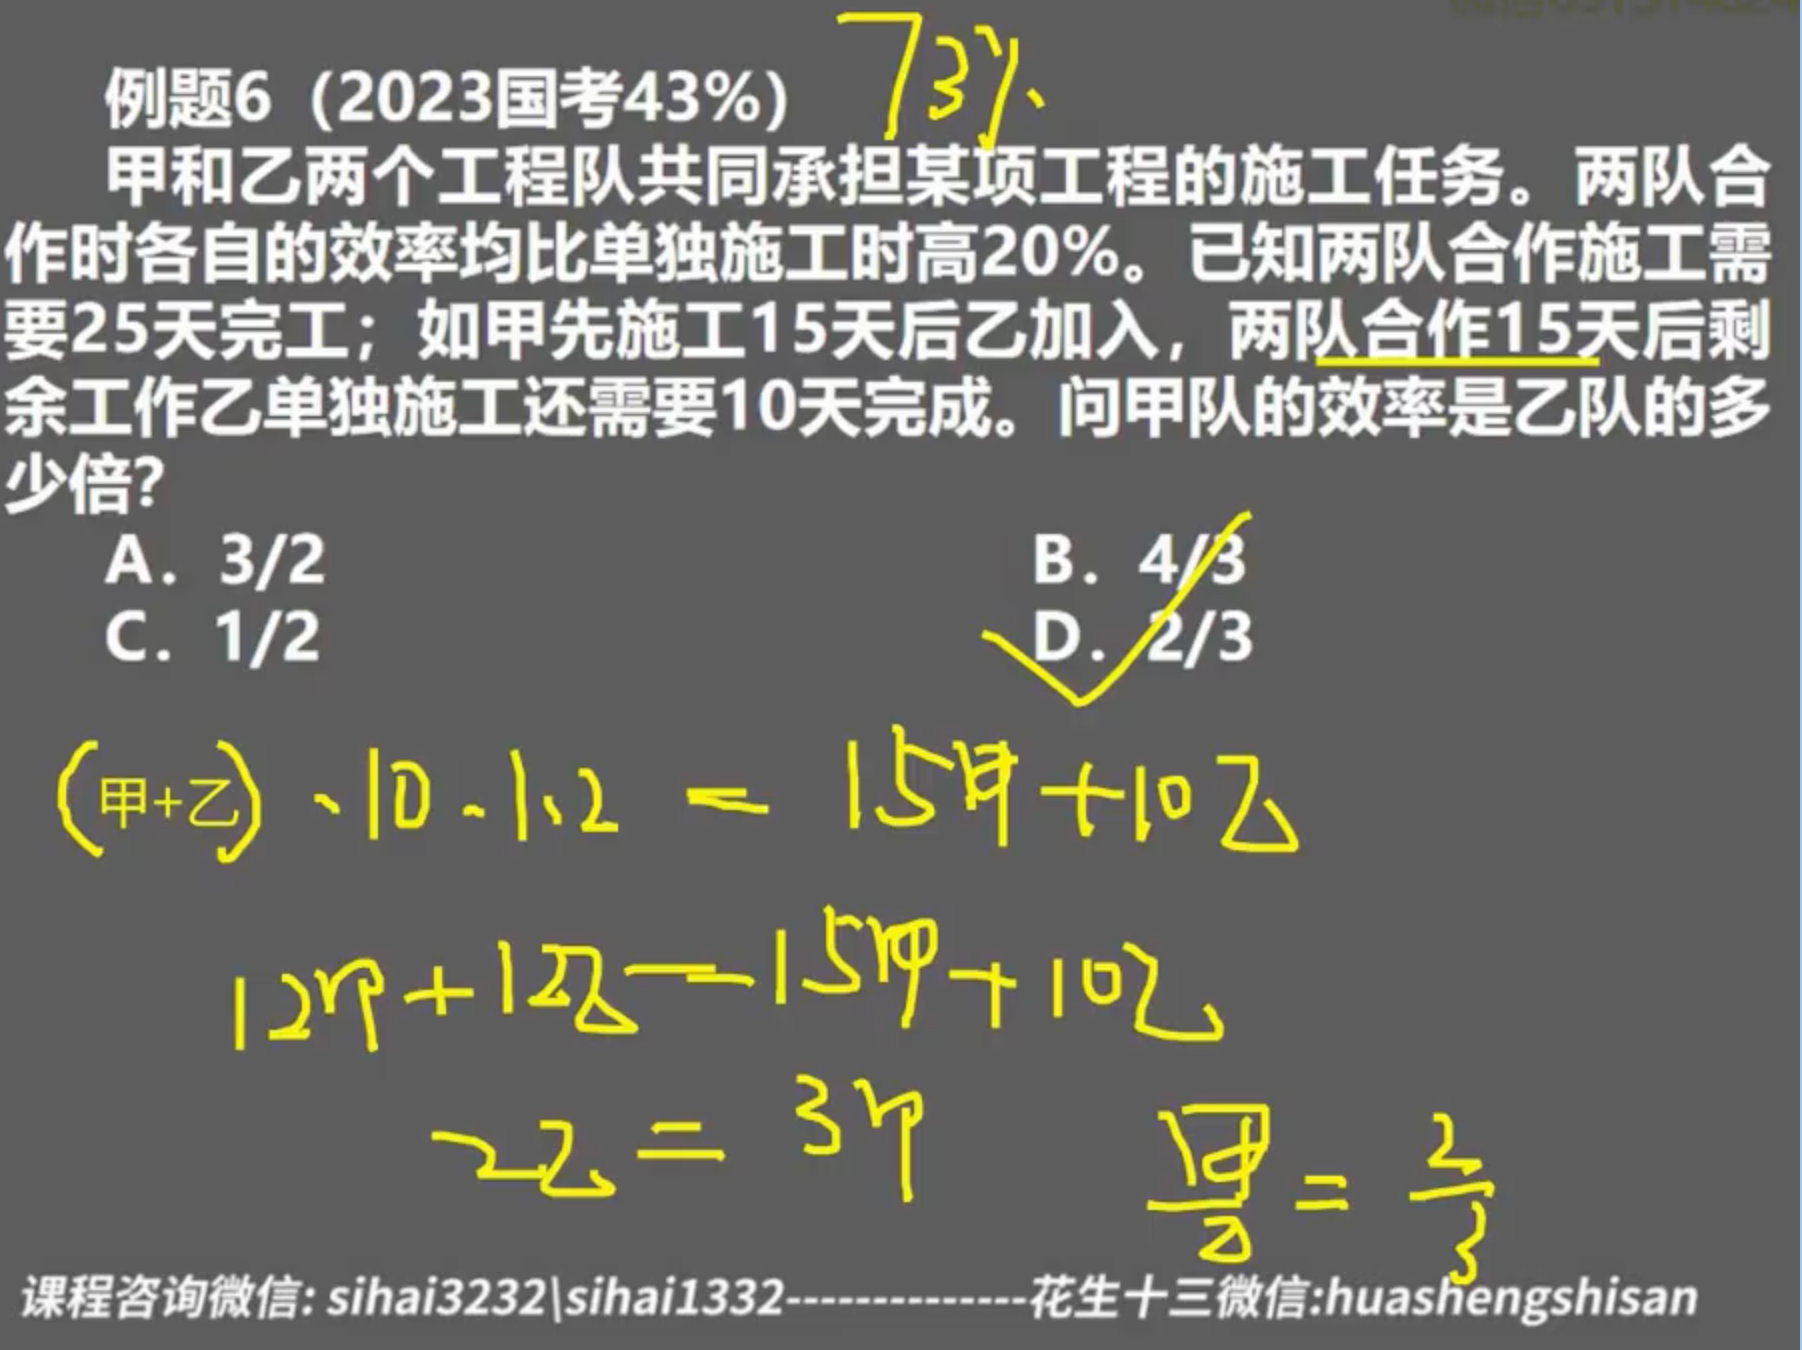 73%
例题6（2023国考43%）
甲和乙两个工程队共同承担某项工程的施工任务。两队合
作时各自的效率均比单独施工时高20%。已知两队合作施工需
要25天完工；如甲先施工15天后乙加入，两队合作15天后剩
余工作乙单独施工还需要10天完成。问甲队的效率是乙队的多
少倍？
A. 3/2 B. 4/3
C. 1/2 D. 2/3
(甲+乙)·10·1.2 = 15甲+10乙
12甲+12乙=15甲+10乙
2乙=3甲 甲/乙=2/3
课程咨询微信: sihai3232\sihai1332--------------花生十三微信:huashengshisan